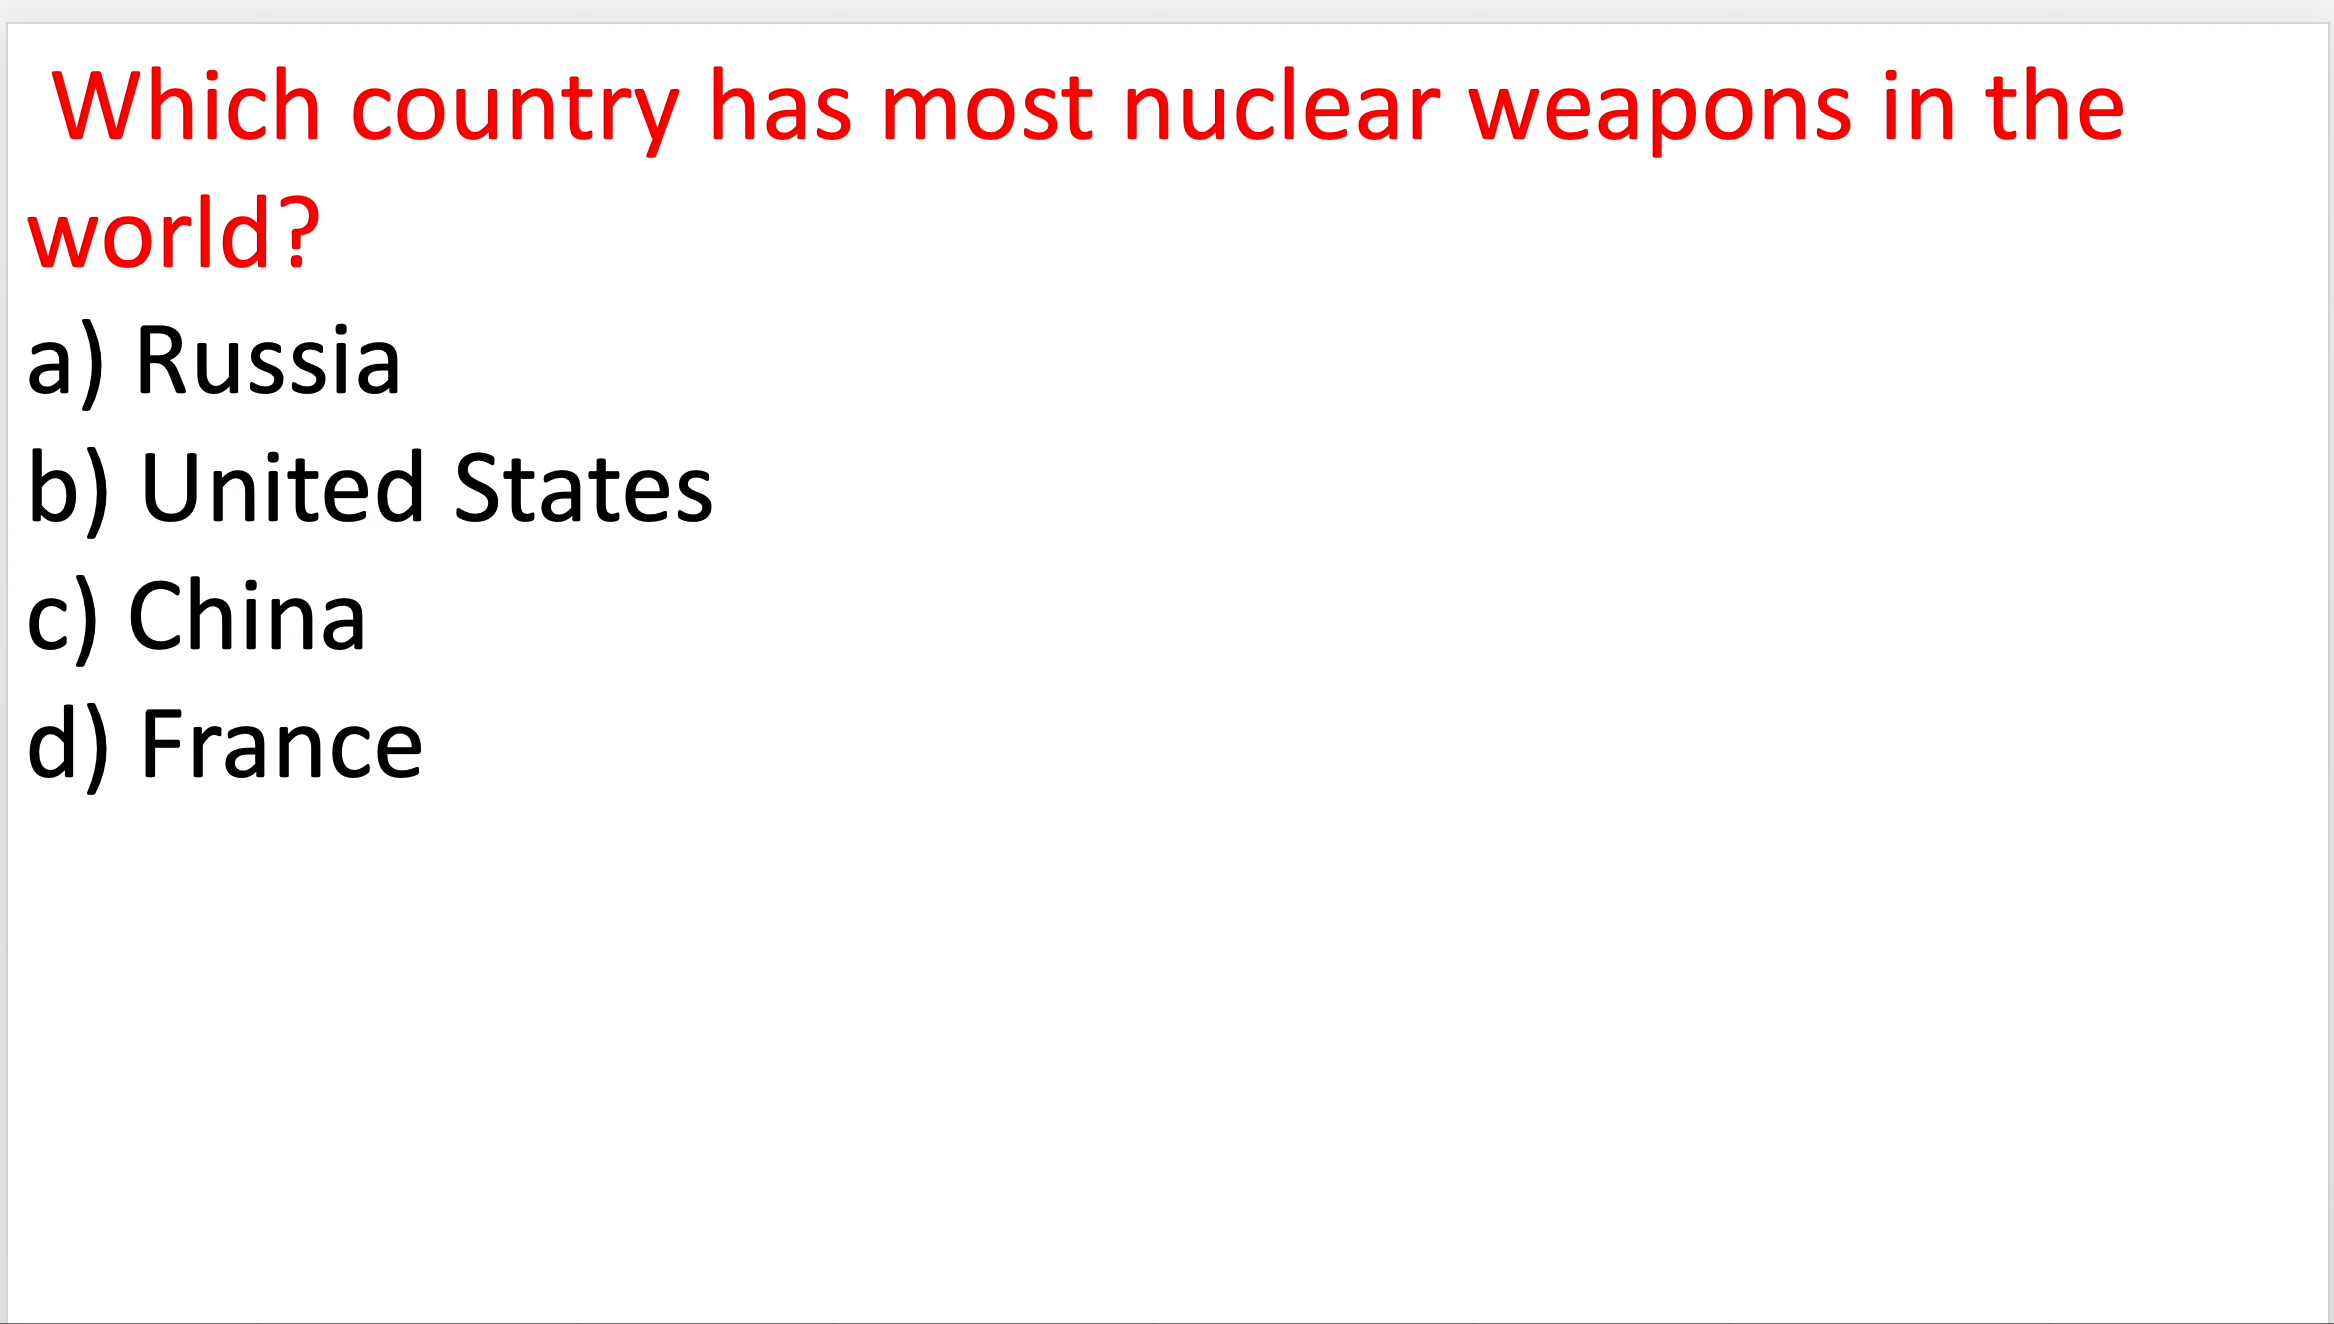 Which country has most nuclear weapons in the
world?
a) Russia
b) United States
c) China
d) France